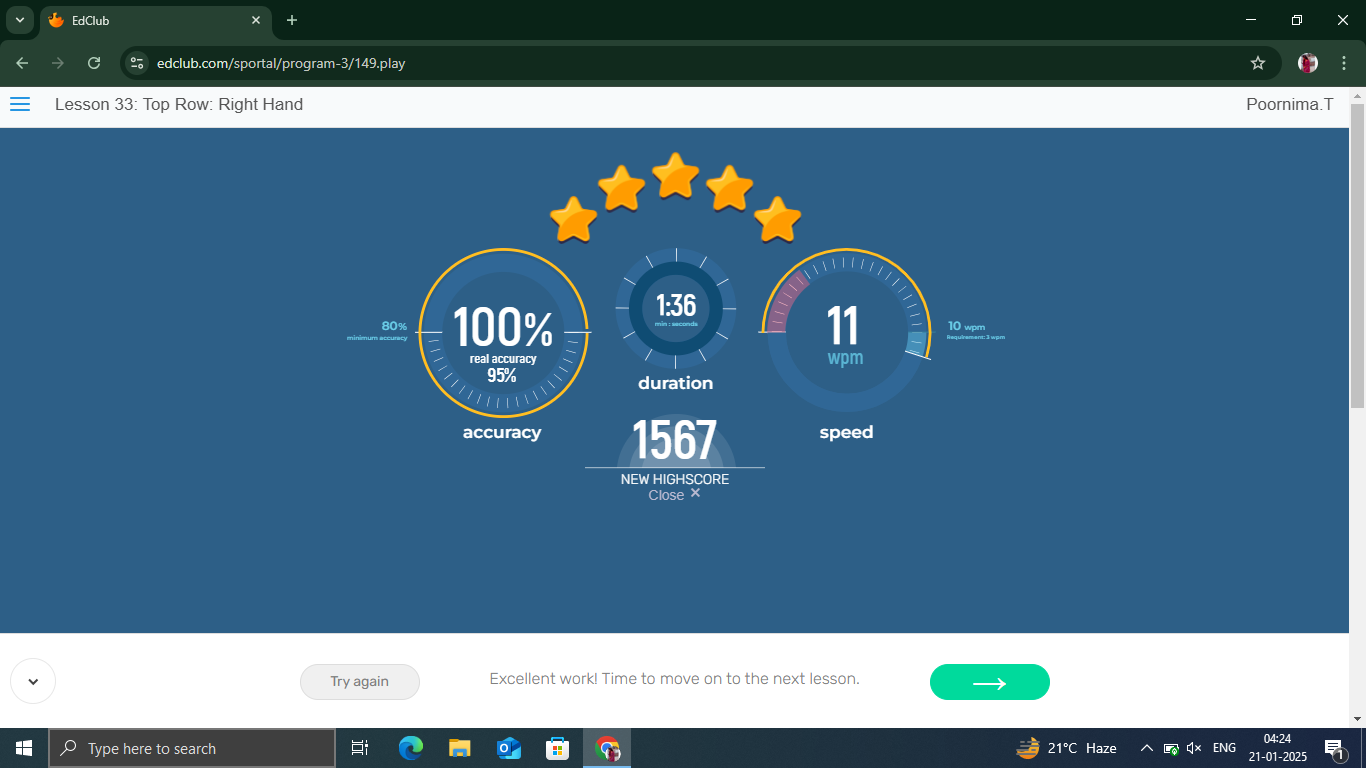 EdClub
edclub.com/sportal/program-3/149.play
Lesson 33: Top Row: Right Hand
Poornima.T
80%
minimum accuracy
100%
real accuracy
95%
accuracy
1:36
min : seconds
duration
11
wpm
speed
10 wpm
Requirement: 3 wpm
1567
NEW HIGHSCORE
Close ×
Try again
Excellent work! Time to move on to the next lesson.
Type here to search
21°C Haze
ENG
04:24
21-01-2025
1